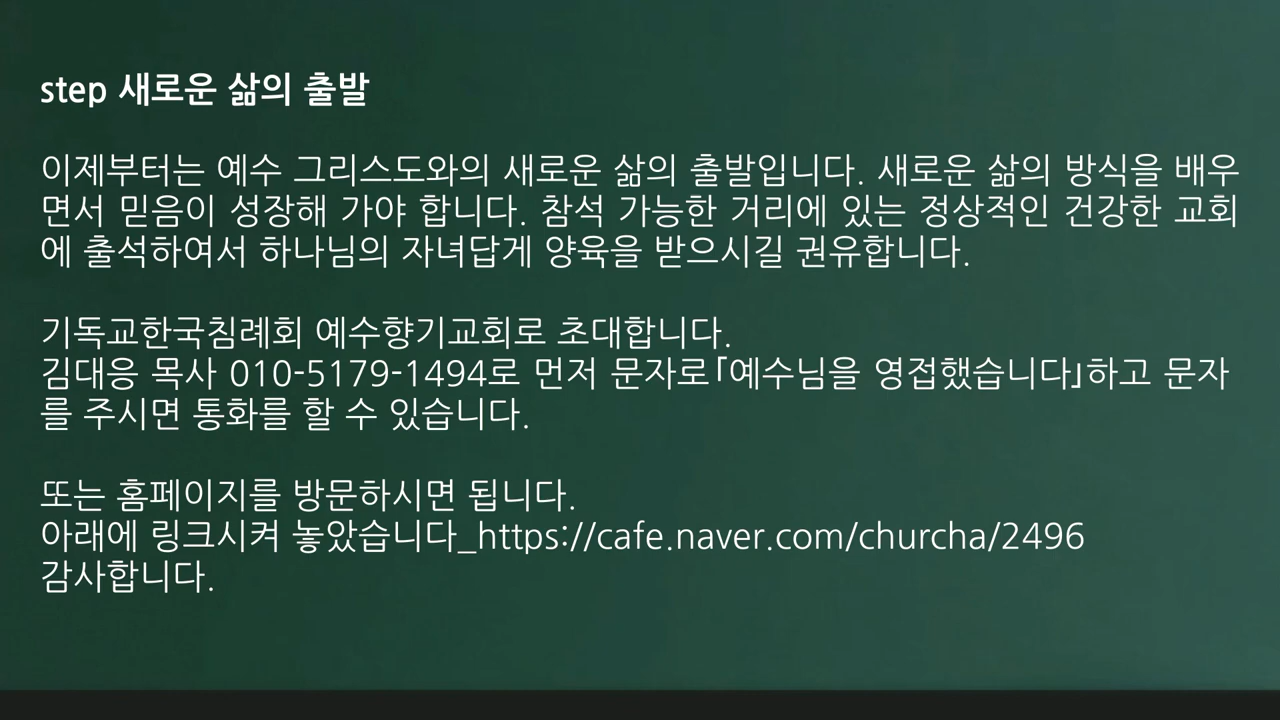 step 새로운 삶의 출발
이제부터는 예수 그리스도와의 새로운 삶의 출발입니다. 새로운 삶의 방식을 배우
면서 믿음이 성장해 가야 합니다. 참석 가능한 거리에 있는 정상적인 건강한 교회
에 출석하여서 하나님의 자녀답게 양육을 받으시길 권유합니다.
기독교한국침례회 예수향기교회로 초대합니다.
김대응 목사 010-5179-1494로 먼저 문자로「예수님을 영접했습니다」하고 문자
를 주시면 통화를 할 수 있습니다.
또는 홈페이지를 방문하시면 됩니다.
아래에 링크시켜 놓았습니다_https://cafe.naver.com/churcha/2496
감사합니다.